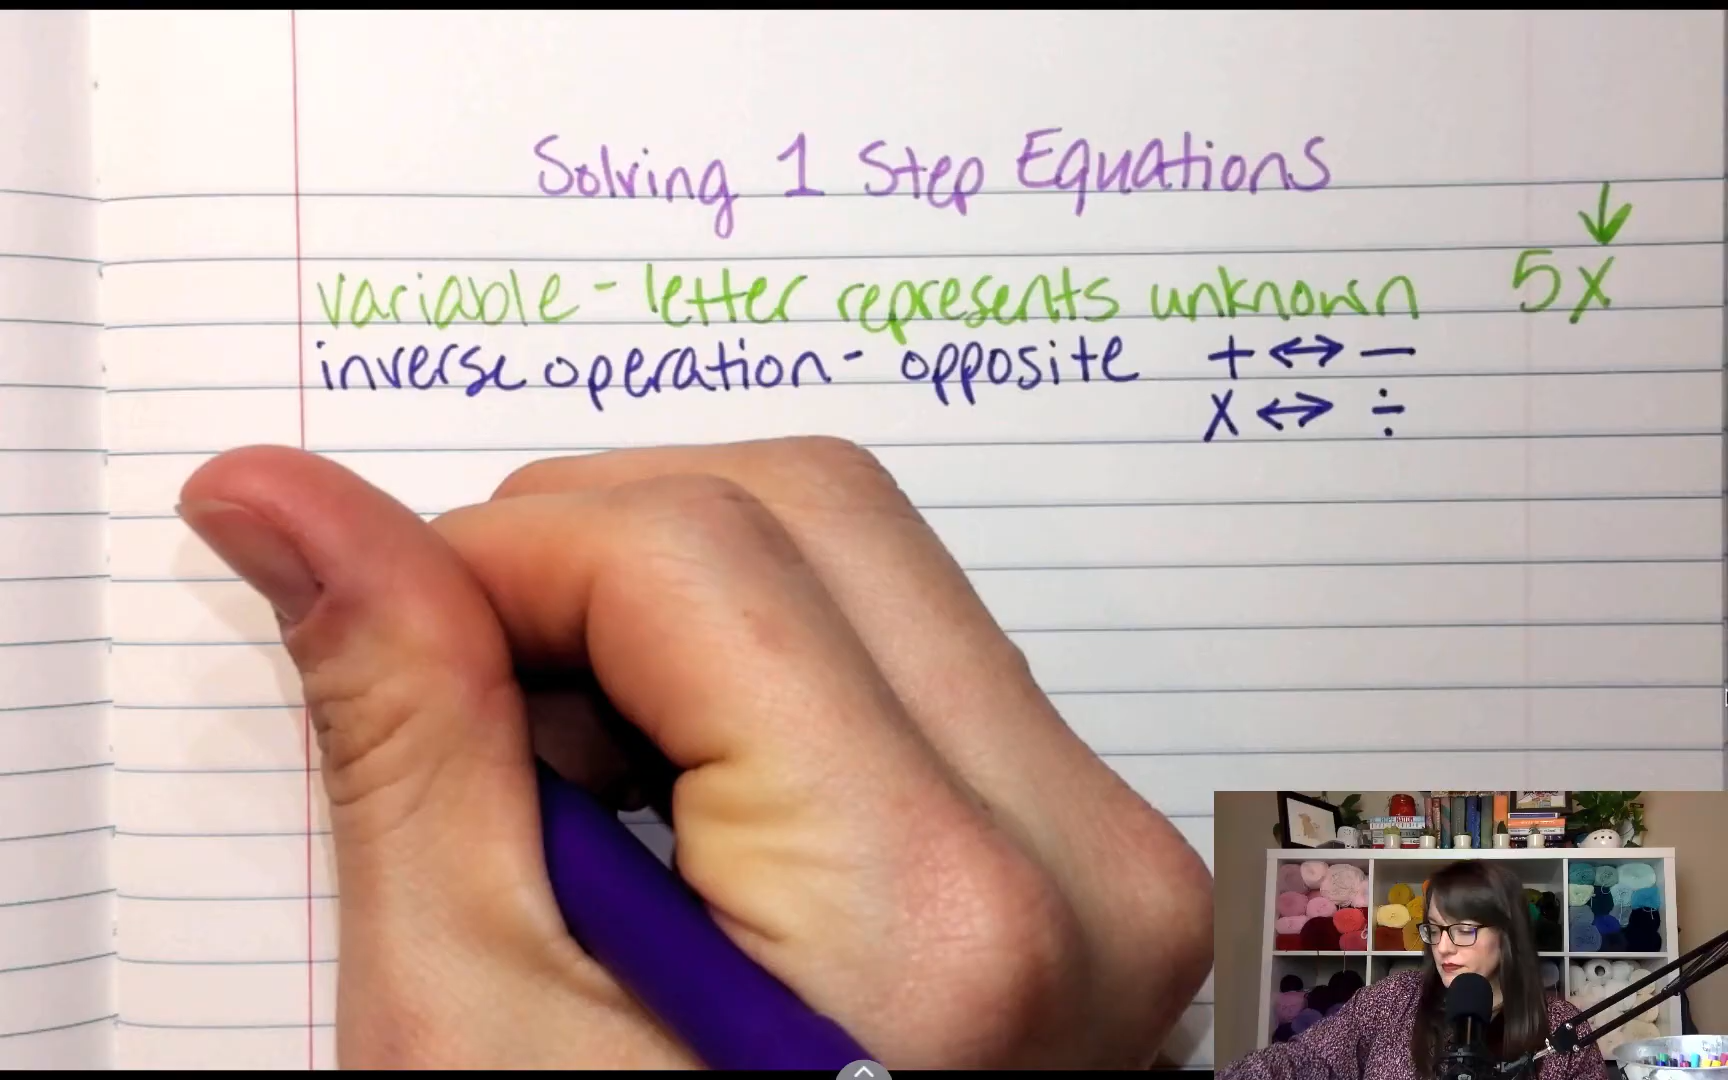 Solving 1 Step Equations
variable - letter represents unknown 5x
inverse operation - opposite + ↔ −
x ↔ ÷